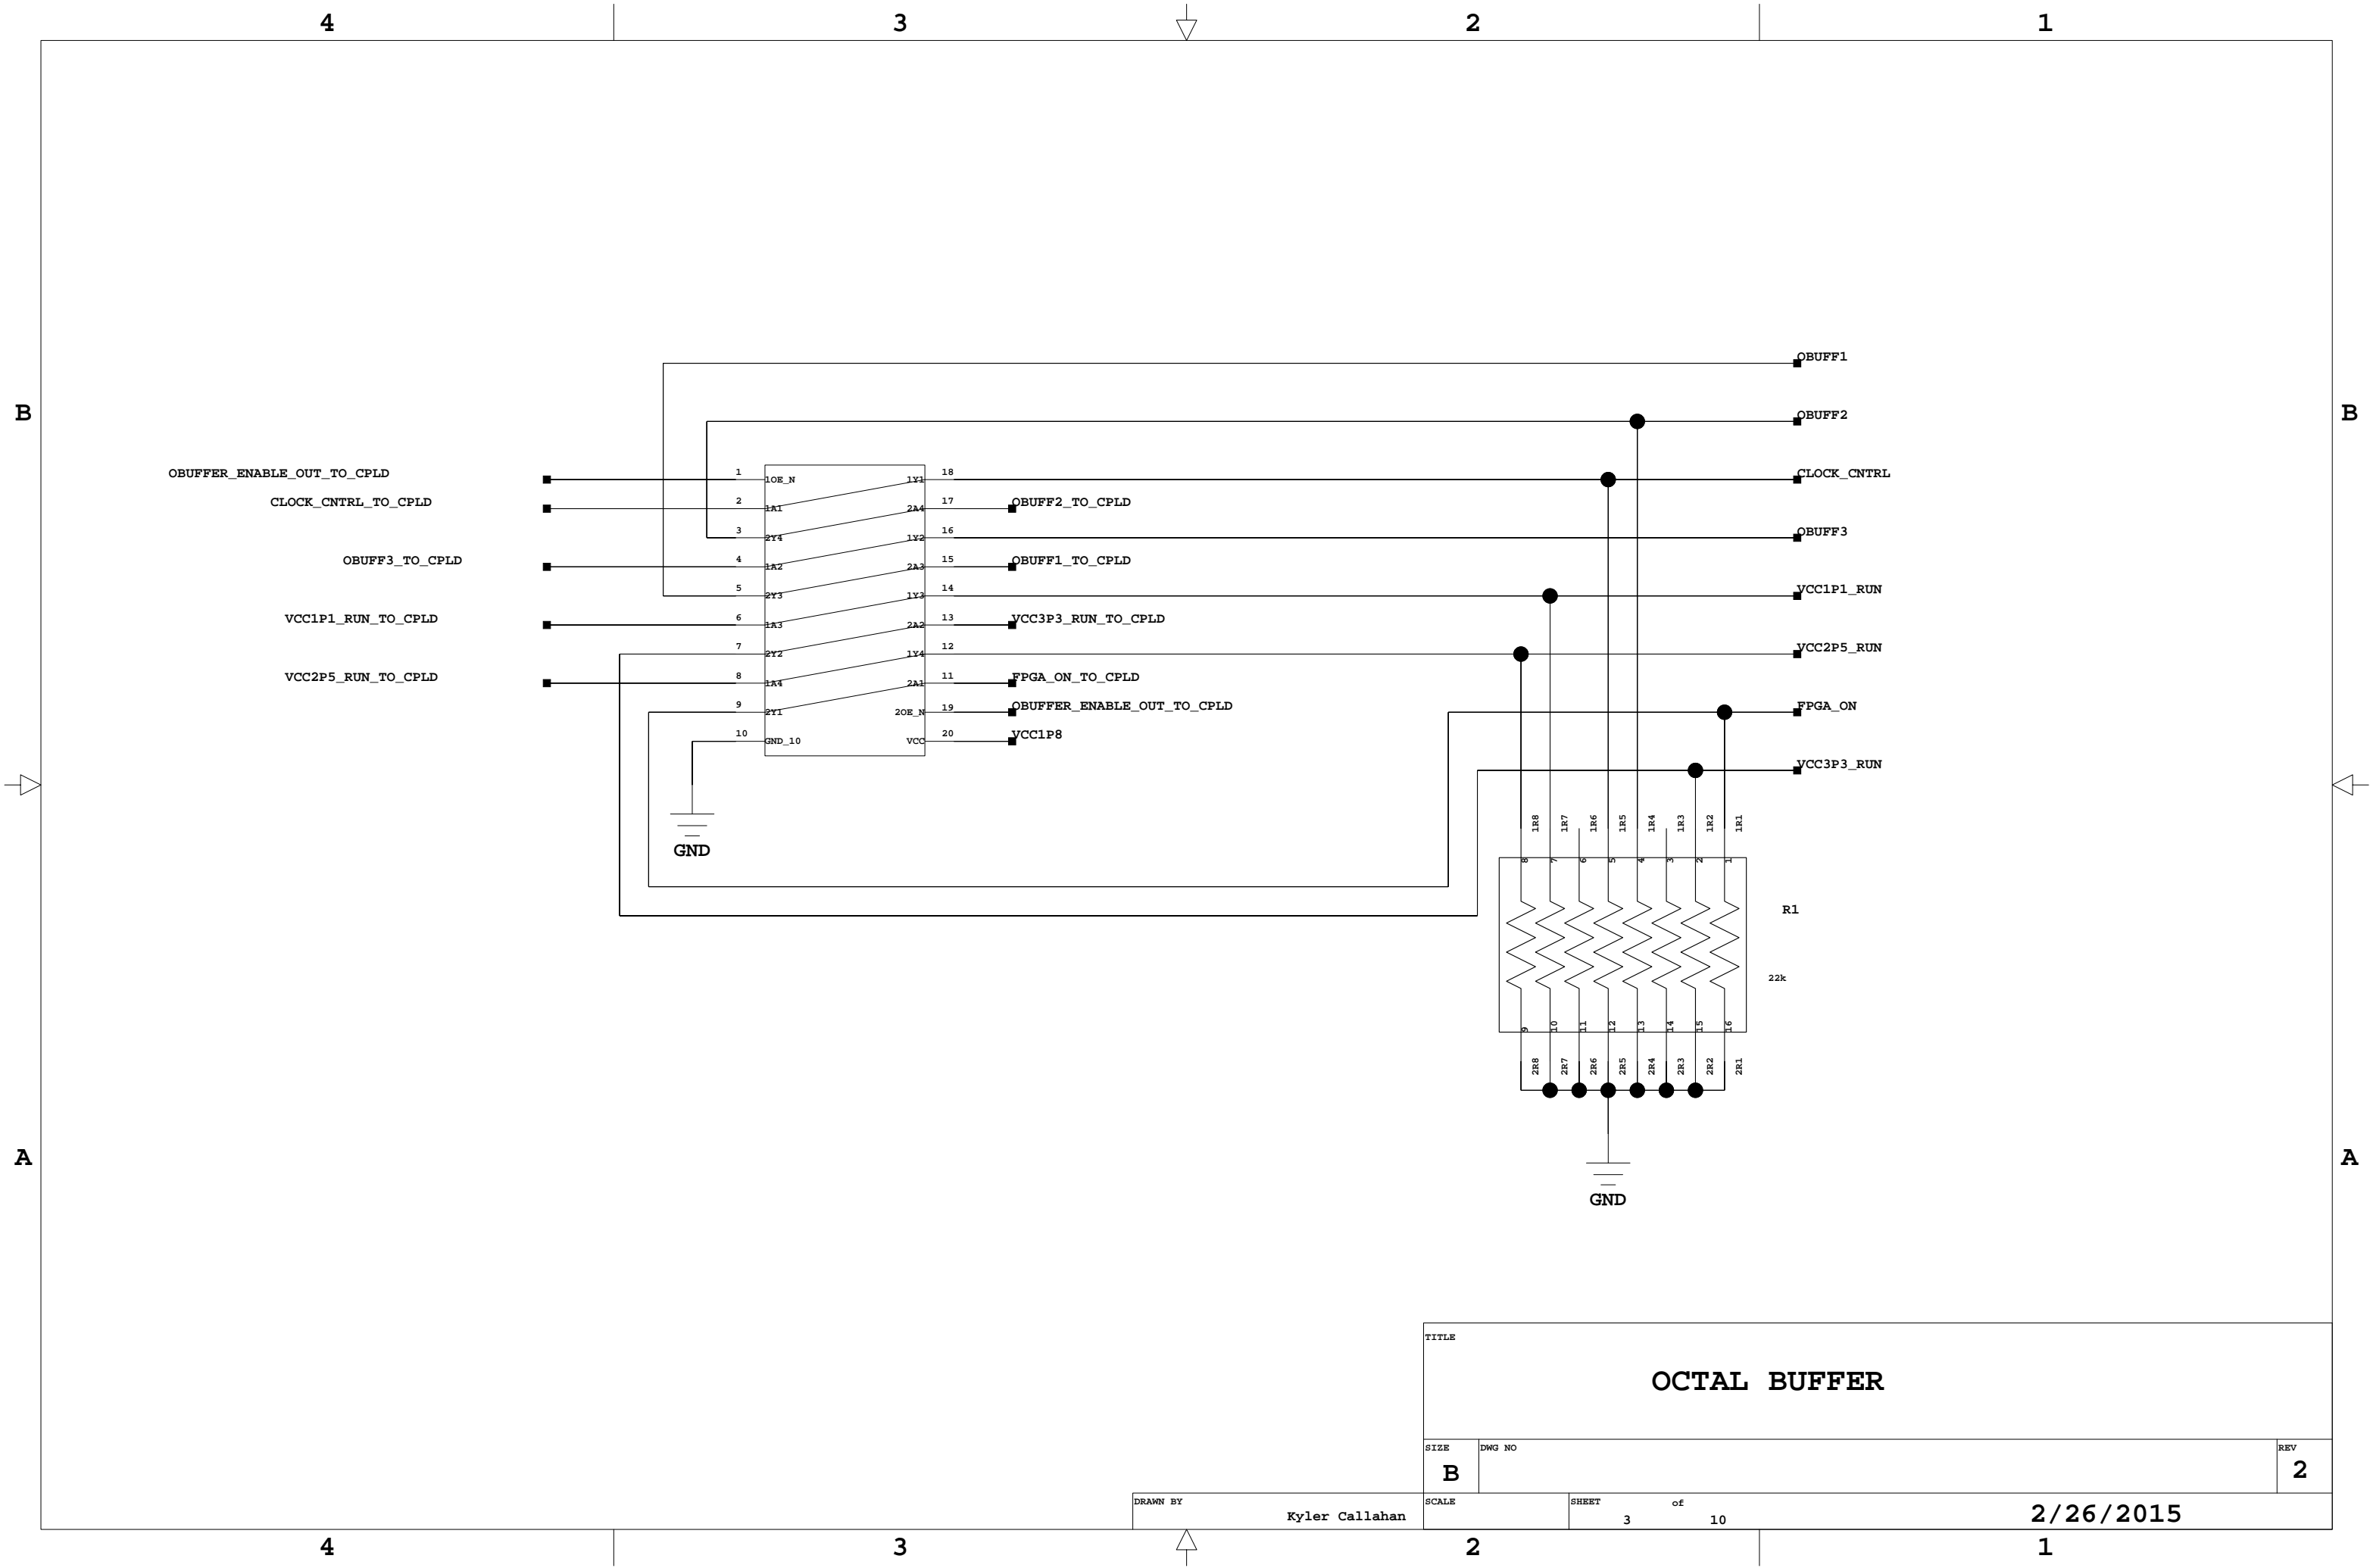 4 3 2 1
OBUFF1
B B
OBUFF2
OBUFFER_ENABLE_OUT_TO_CPLD 1 10E_N 1Y1 18 CLOCK_CNTRL
CLOCK_CNTRL_TO_CPLD 2 1A1 2A4 17 OBUFF2_TO_CPLD
3 2Y4 1Y2 16 OBUFF3
OBUFF3_TO_CPLD 4 1A2 2A3 15 OBUFF1_TO_CPLD
5 2Y3 1Y3 14 VCC1P1_RUN
VCC1P1_RUN_TO_CPLD 6 1A3 2A2 13 VCC3P3_RUN_TO_CPLD
7 2Y2 1Y4 12 VCC2P5_RUN
VCC2P5_RUN_TO_CPLD 8 1A4 2A1 11 FPGA_ON_TO_CPLD
9 2Y1 2OE_N 19 OBUFFER_ENABLE_OUT_TO_CPLD FPGA_ON
10 GND_10 VCC 20 VCC1P8
VCC3P3_RUN
GND
1R8 1R7 1R6 1R5 1R4 1R3 1R2 1R1
8 7 6 5 4 3 2 1
R1
22k
9 10 11 12 13 14 15 16
2R8 2R7 2R6 2R5 2R4 2R3 2R2 2R1
A A
GND
TITLE
OCTAL BUFFER
SIZE DWG NO REV
B 2
DRAWN BY SCALE SHEET of
Kyler Callahan 3 10 2/26/2015
4 3 2 1